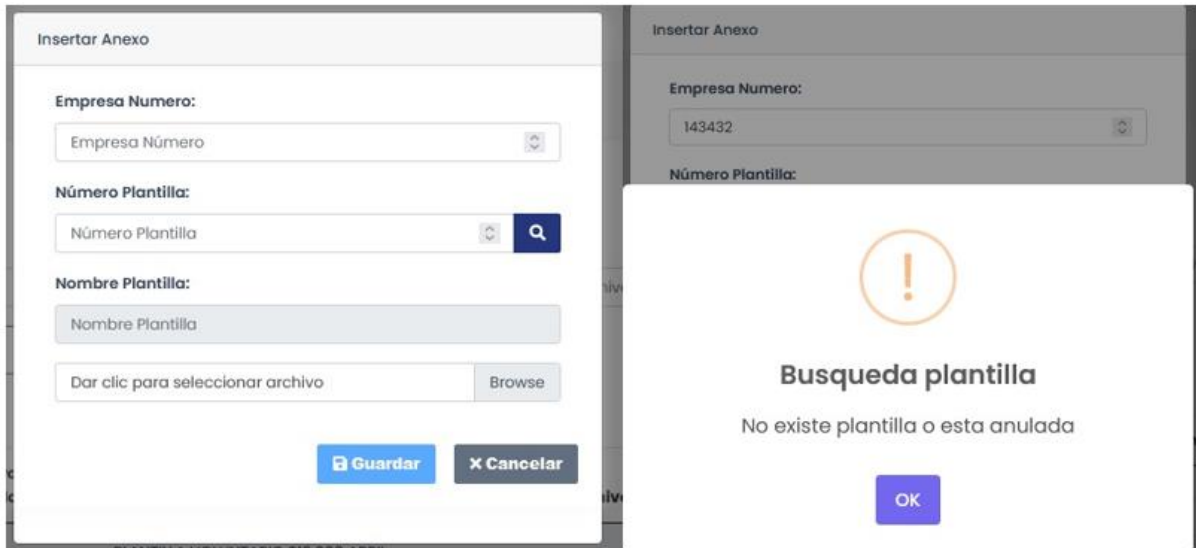 Insertar Anexo
Empresa Numero:
Empresa Número
Número Plantilla:
Número Plantilla
Nombre Plantilla:
Nombre Plantilla
Dar clic para seleccionar archivo Browse
Guardar Cancelar
Insertar Anexo
Empresa Numero:
143432
Número Plantilla:
Busqueda plantilla
No existe plantilla o esta anulada
OK